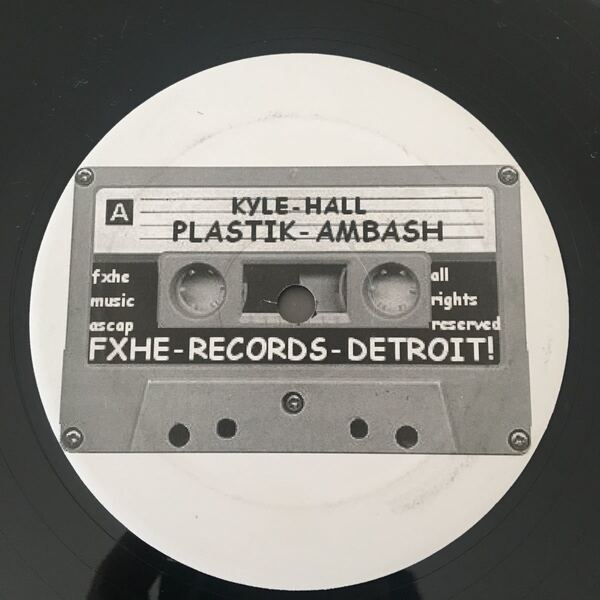 A
KYLE-HALL
PLASTIK-AMBASH
fxhe
music
ascap
all
rights
reserved
FXHE-RECORDS-DETROIT!